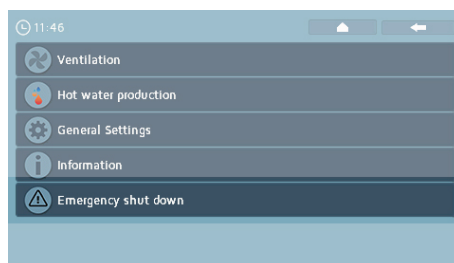 11:46
Ventilation
Hot water production
General Settings
Information
Emergency shut down